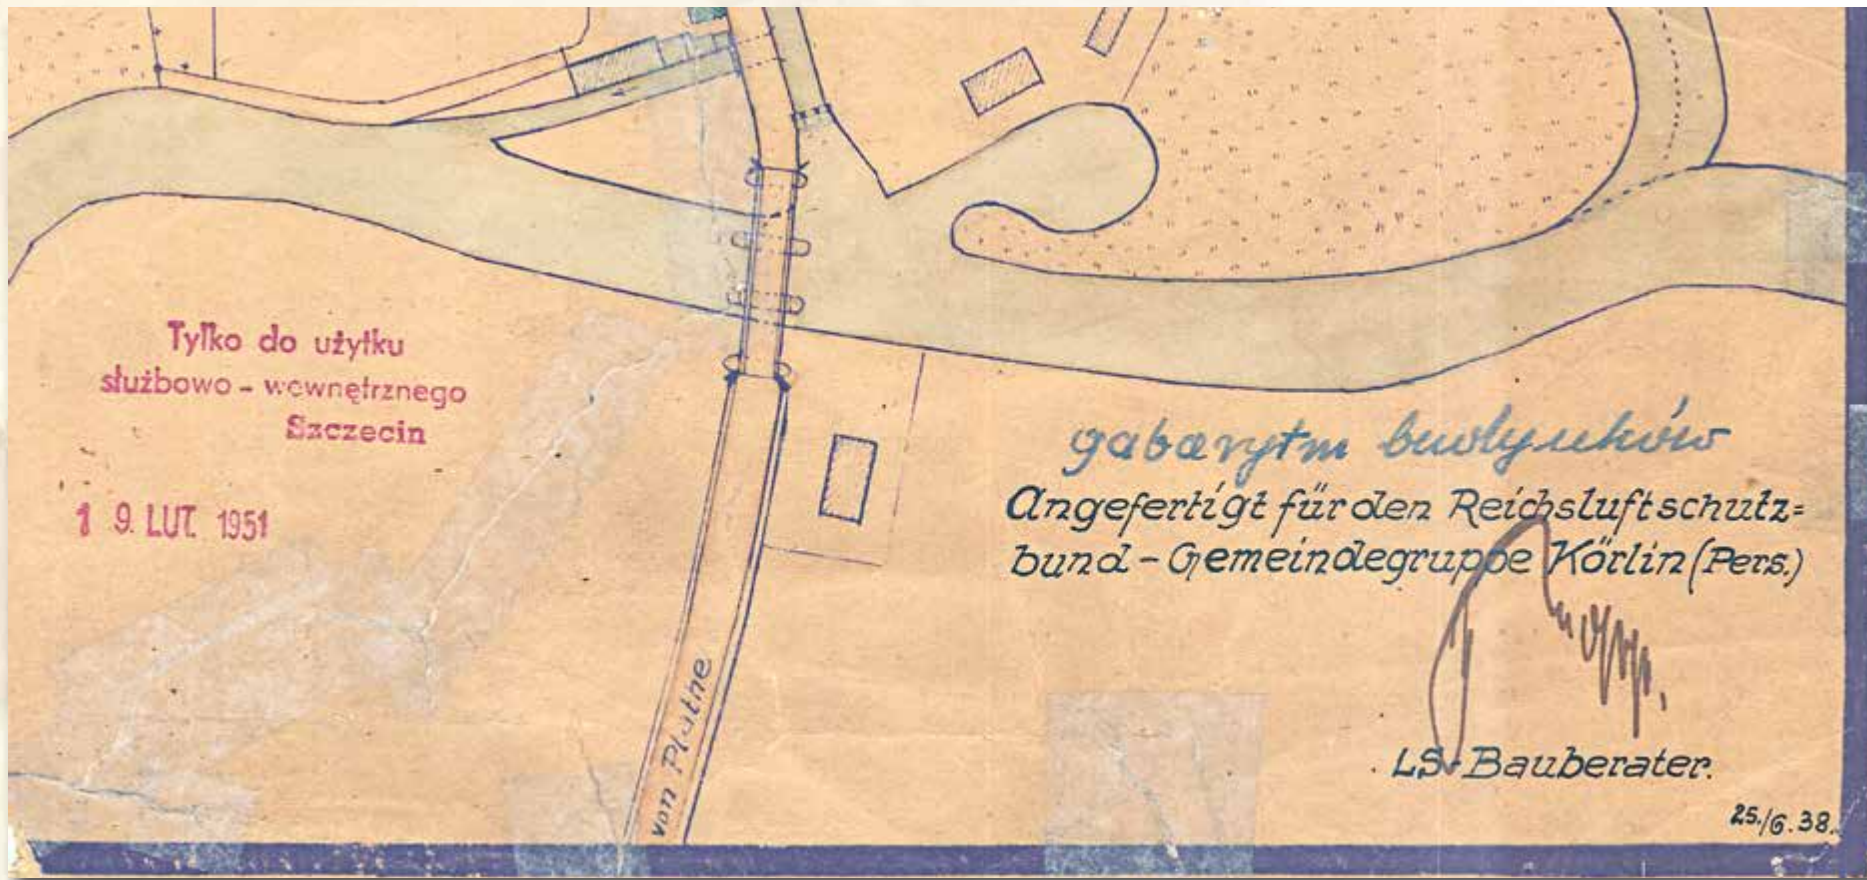 Tylko do użytku
służbowo - wewnętrznego
Szczecin
19. LUT. 1951
gabarytm budynków
Angefertigt für den Reichsluftschutz=
bund - Gemeindegruppe Körlin (Pers.)
LS-Bauberater.
25./6.38.
von Plathe